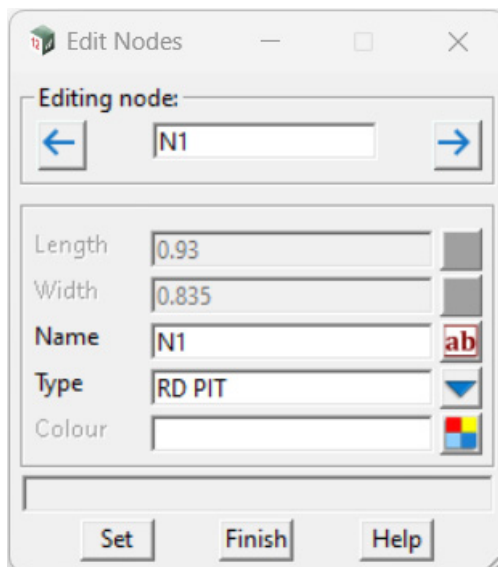 Edit Nodes
Editing node:
N1
Length 0.93
Width 0.835
Name N1 ab
Type RD PIT
Colour
Set Finish Help